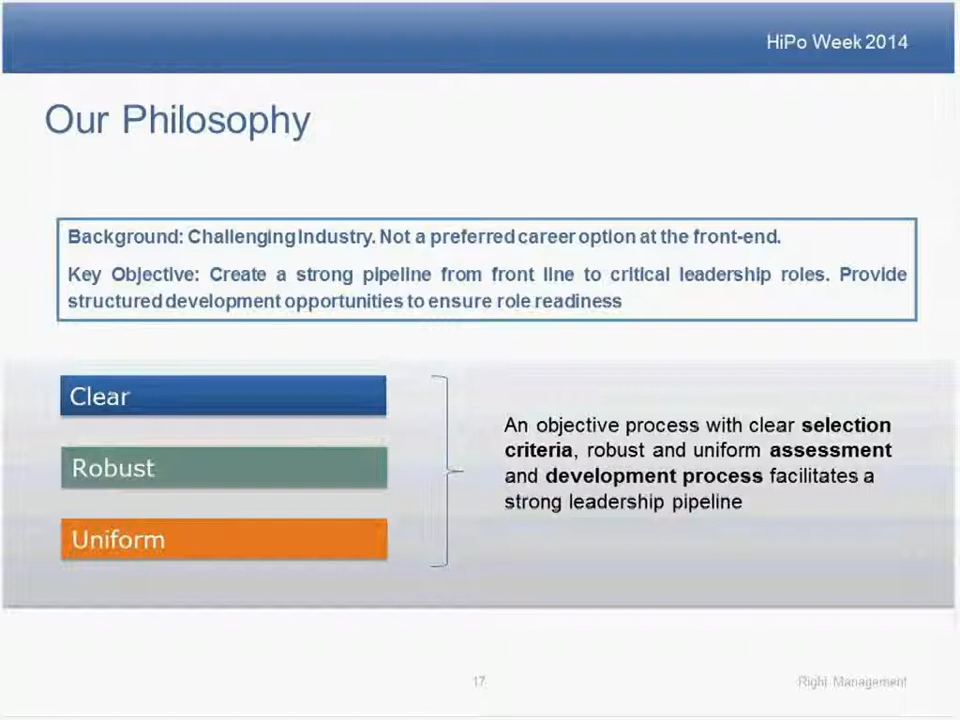 HiPo Week 2014
Our Philosophy
Background: Challenging Industry. Not a preferred career option at the front-end.
Key Objective: Create a strong pipeline from front line to critical leadership roles. Provide
structured development opportunities to ensure role readiness
Clear
Robust
Uniform
An objective process with clear selection
criteria, robust and uniform assessment
and development process facilitates a
strong leadership pipeline
17
Right Management